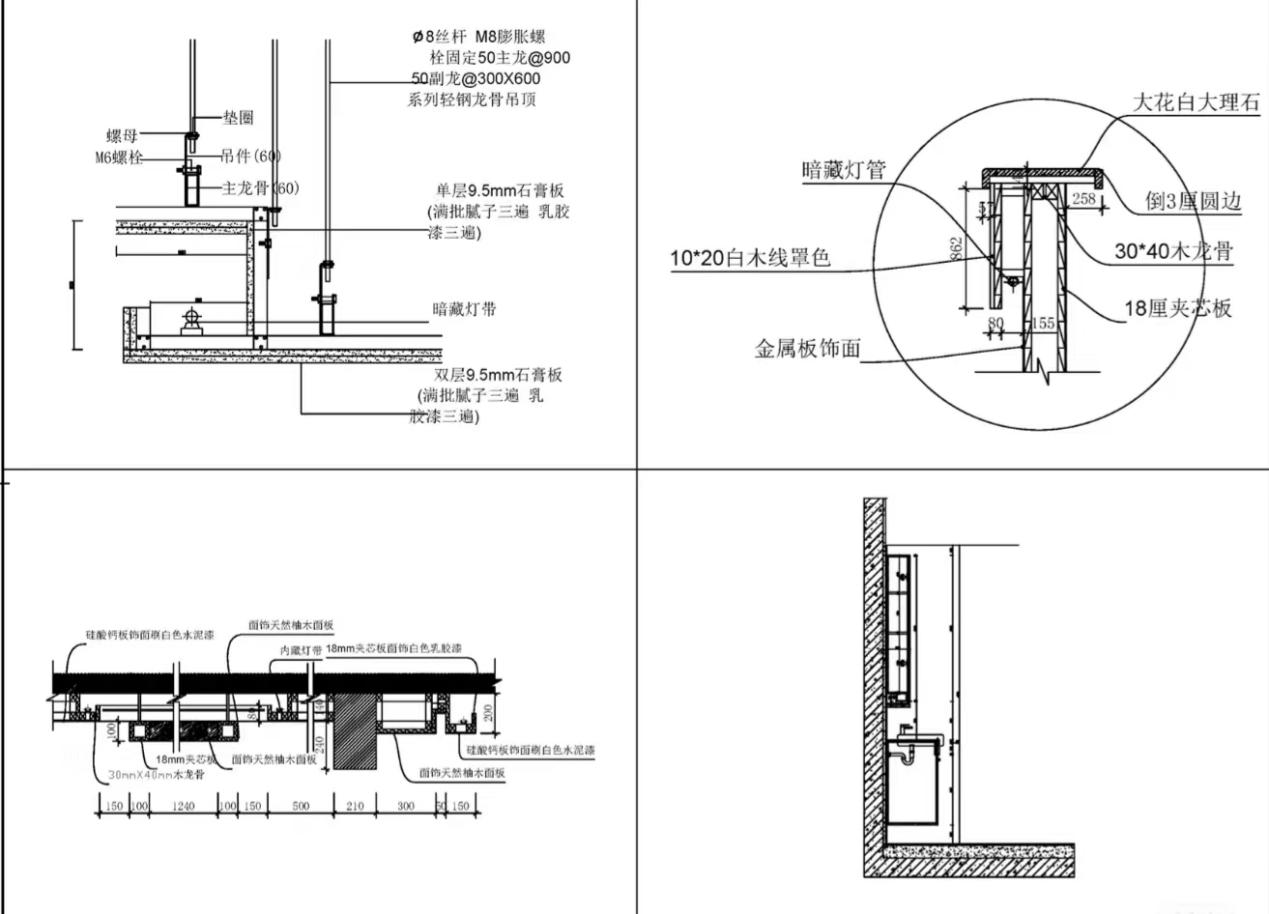 Ø8丝杆 M8膨胀螺
栓固定50主龙@900
50副龙@300X600
系列轻钢龙骨吊顶
垫圈
螺母
M6螺栓
吊件(60)
主龙骨(60)
单层9.5mm石膏板
(满批腻子三遍 乳胶
漆三遍)
暗藏灯带
双层9.5mm石膏板
(满批腻子三遍 乳
胶漆三遍)
大花白大理石
暗藏灯管
258
倒3厘圆边
57
862
10*20白木线罩色
30*40木龙骨
18厘夹芯板
80
155
金属板饰面
硅酸钙板饰面刷白色水泥漆
面饰天然柚木面板
内藏灯带
18mm夹芯板面饰白色乳胶漆
80
40
200
100
240
18mm夹芯板
面饰天然柚木面板
硅酸钙板饰面刷白色水泥漆
30mmX40mm木龙骨
面饰天然柚木面板
150 100 1240 100 150 500 210 300 50 150